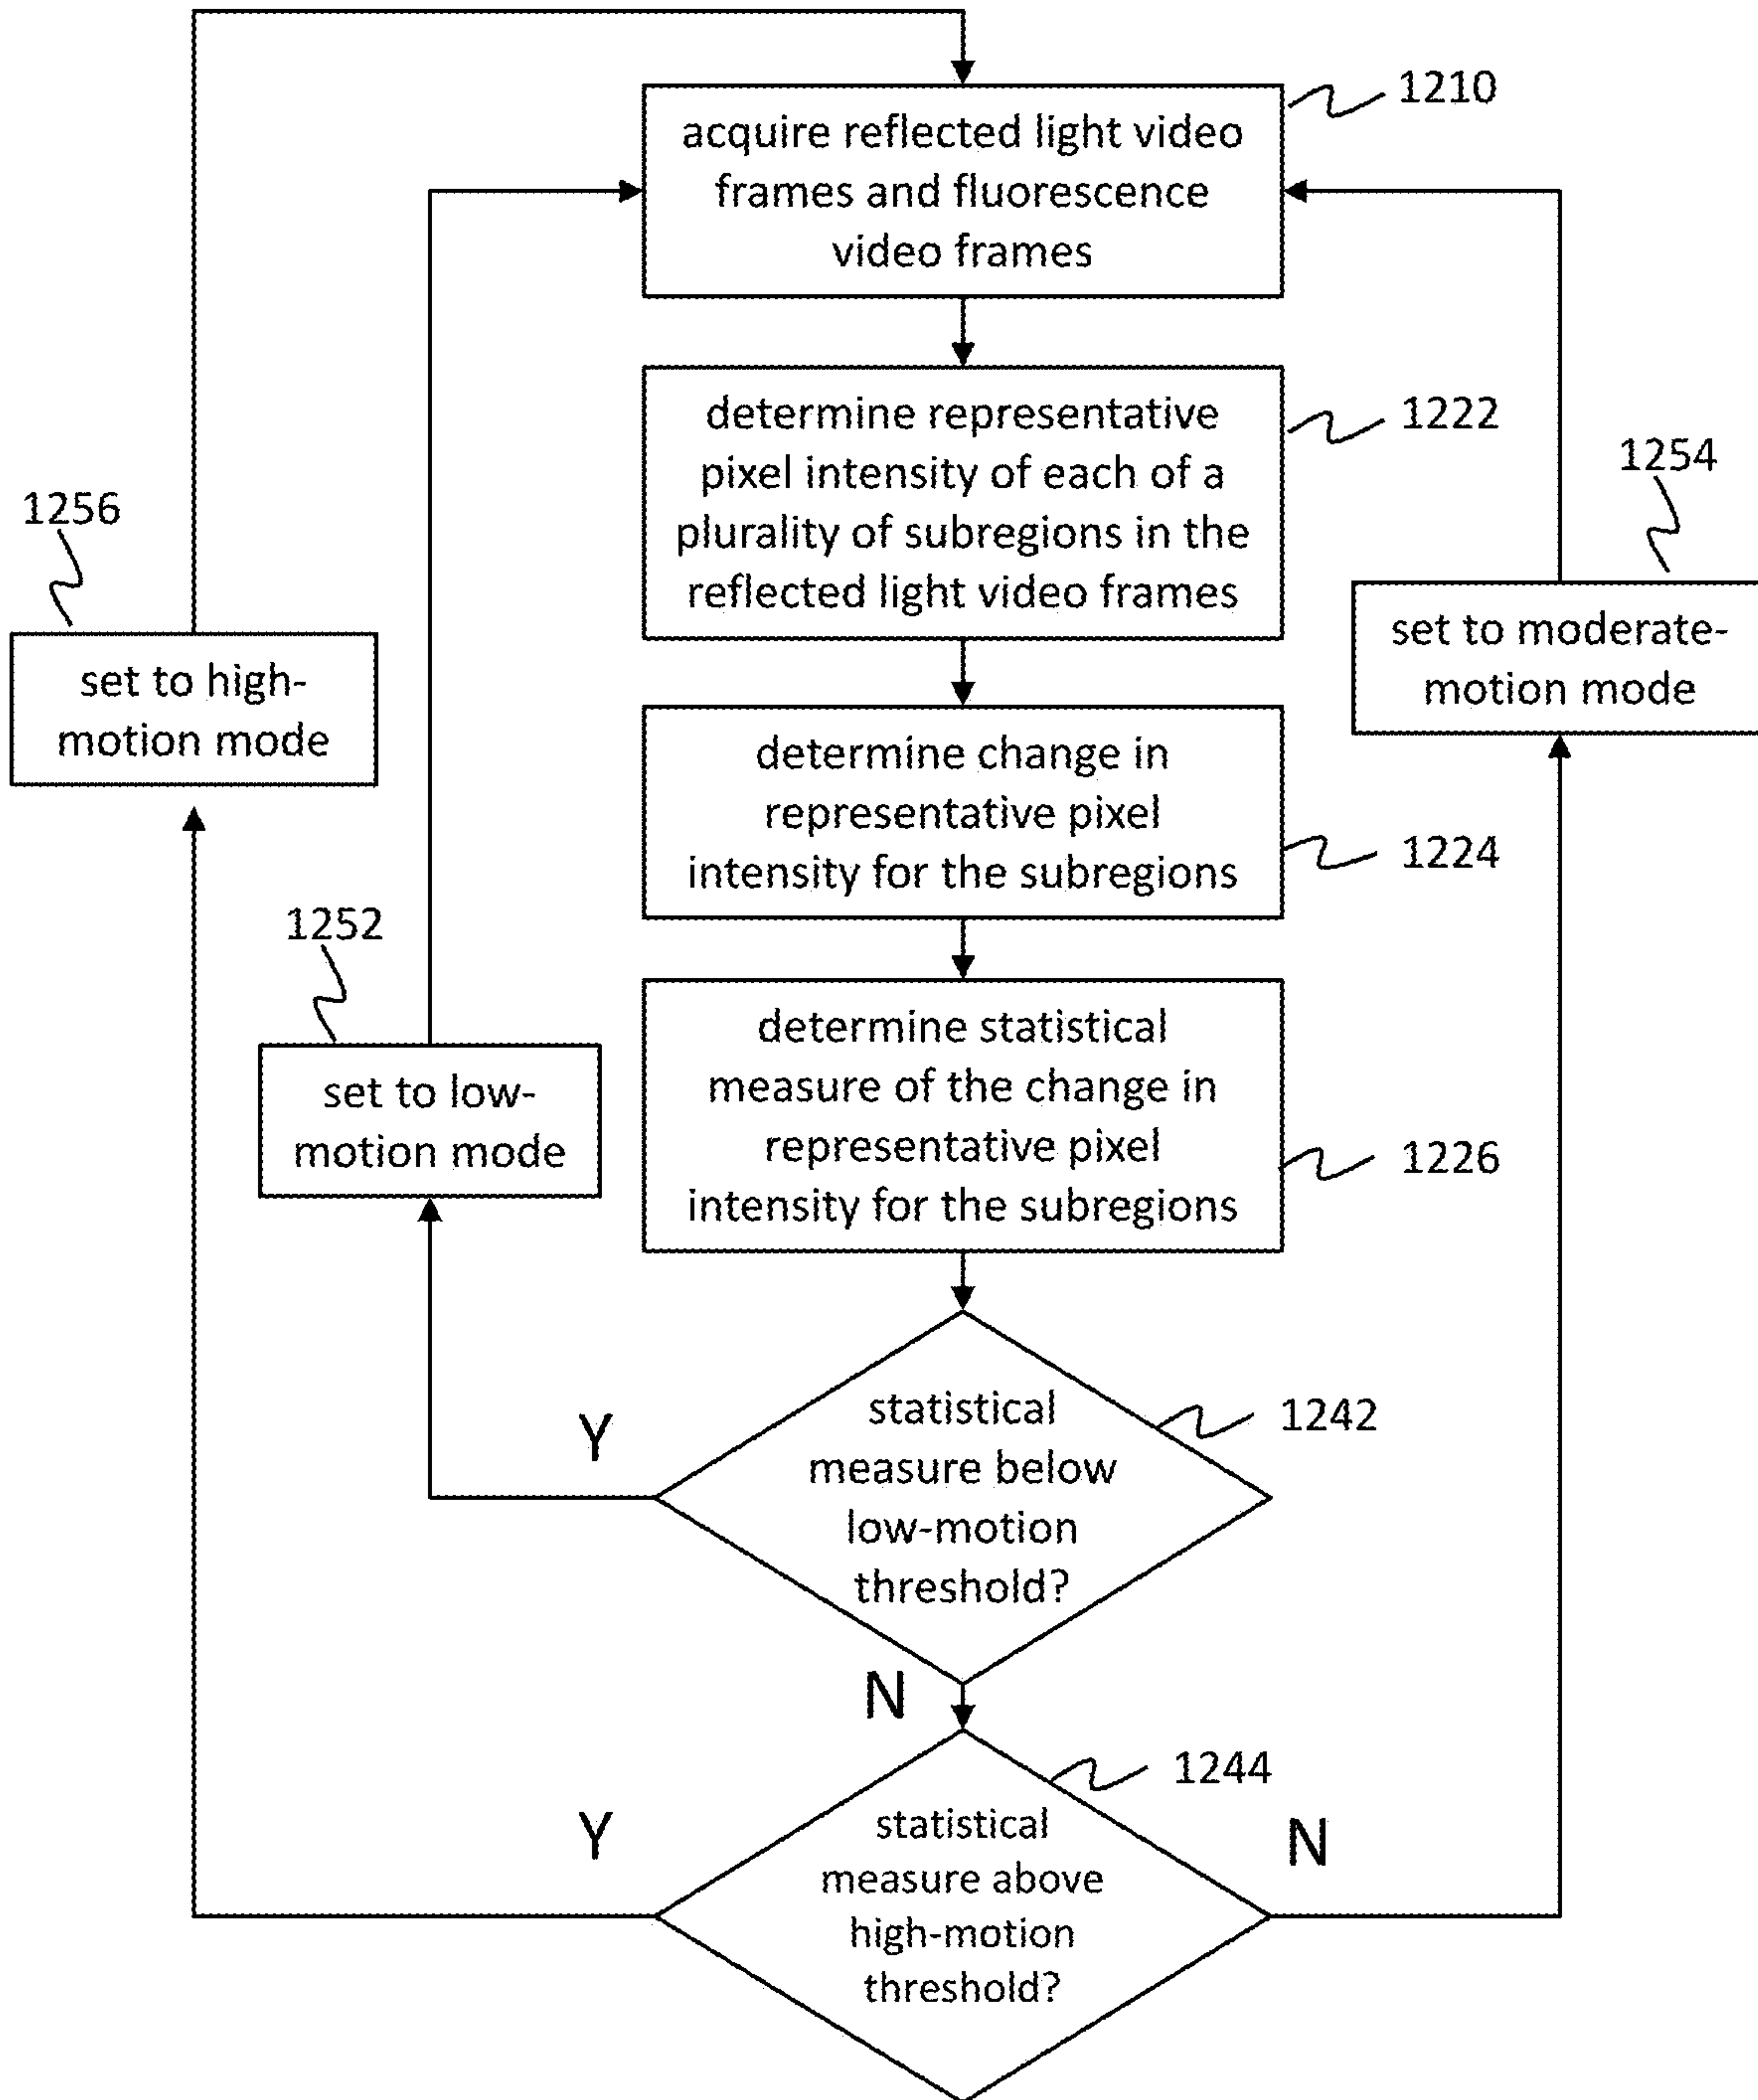 1210
acquire reflected light video
frames and fluorescence
video frames
1222
determine representative
pixel intensity of each of a
plurality of subregions in the
reflected light video frames
1254
set to moderate-
motion mode
1256
set to high-
motion mode
determine change in
representative pixel
intensity for the subregions
1224
1252
set to low-
motion mode
determine statistical
measure of the change in
representative pixel
intensity for the subregions
1226
Y
statistical
measure below
low-motion
threshold?
1242
N
1244
Y
statistical
measure above
high-motion
threshold?
N